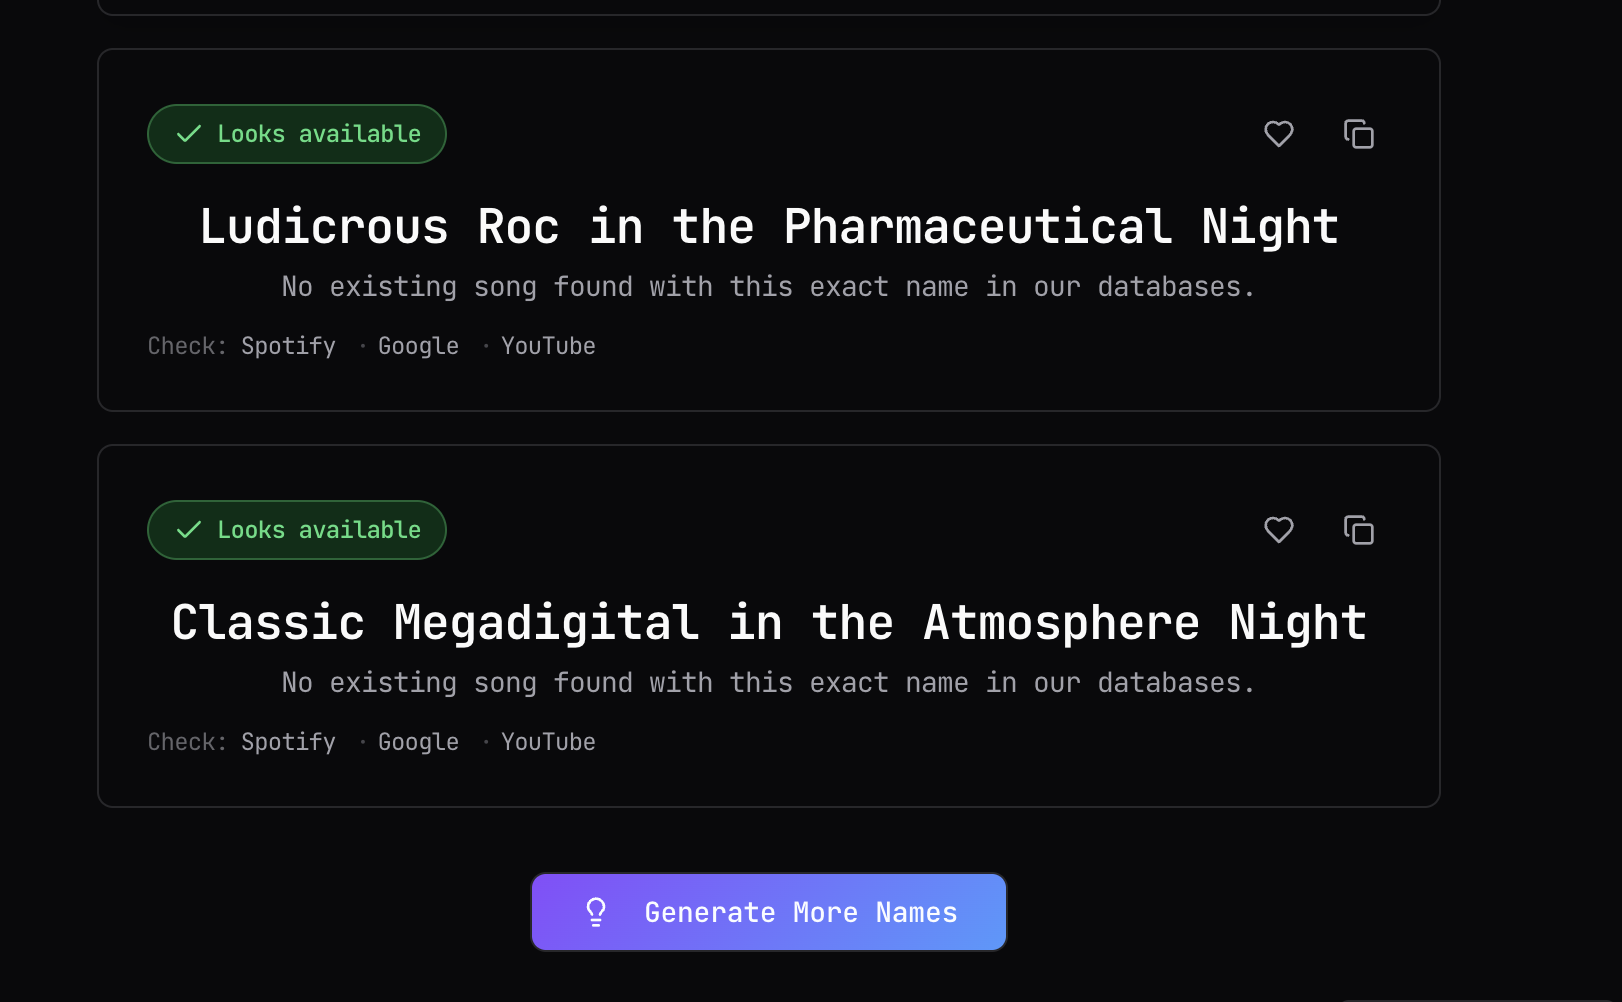 Looks available
Ludicrous Roc in the Pharmaceutical Night
No existing song found with this exact name in our databases.
Check: Spotify · Google · YouTube
Looks available
Classic Megadigital in the Atmosphere Night
No existing song found with this exact name in our databases.
Check: Spotify · Google · YouTube
Generate More Names